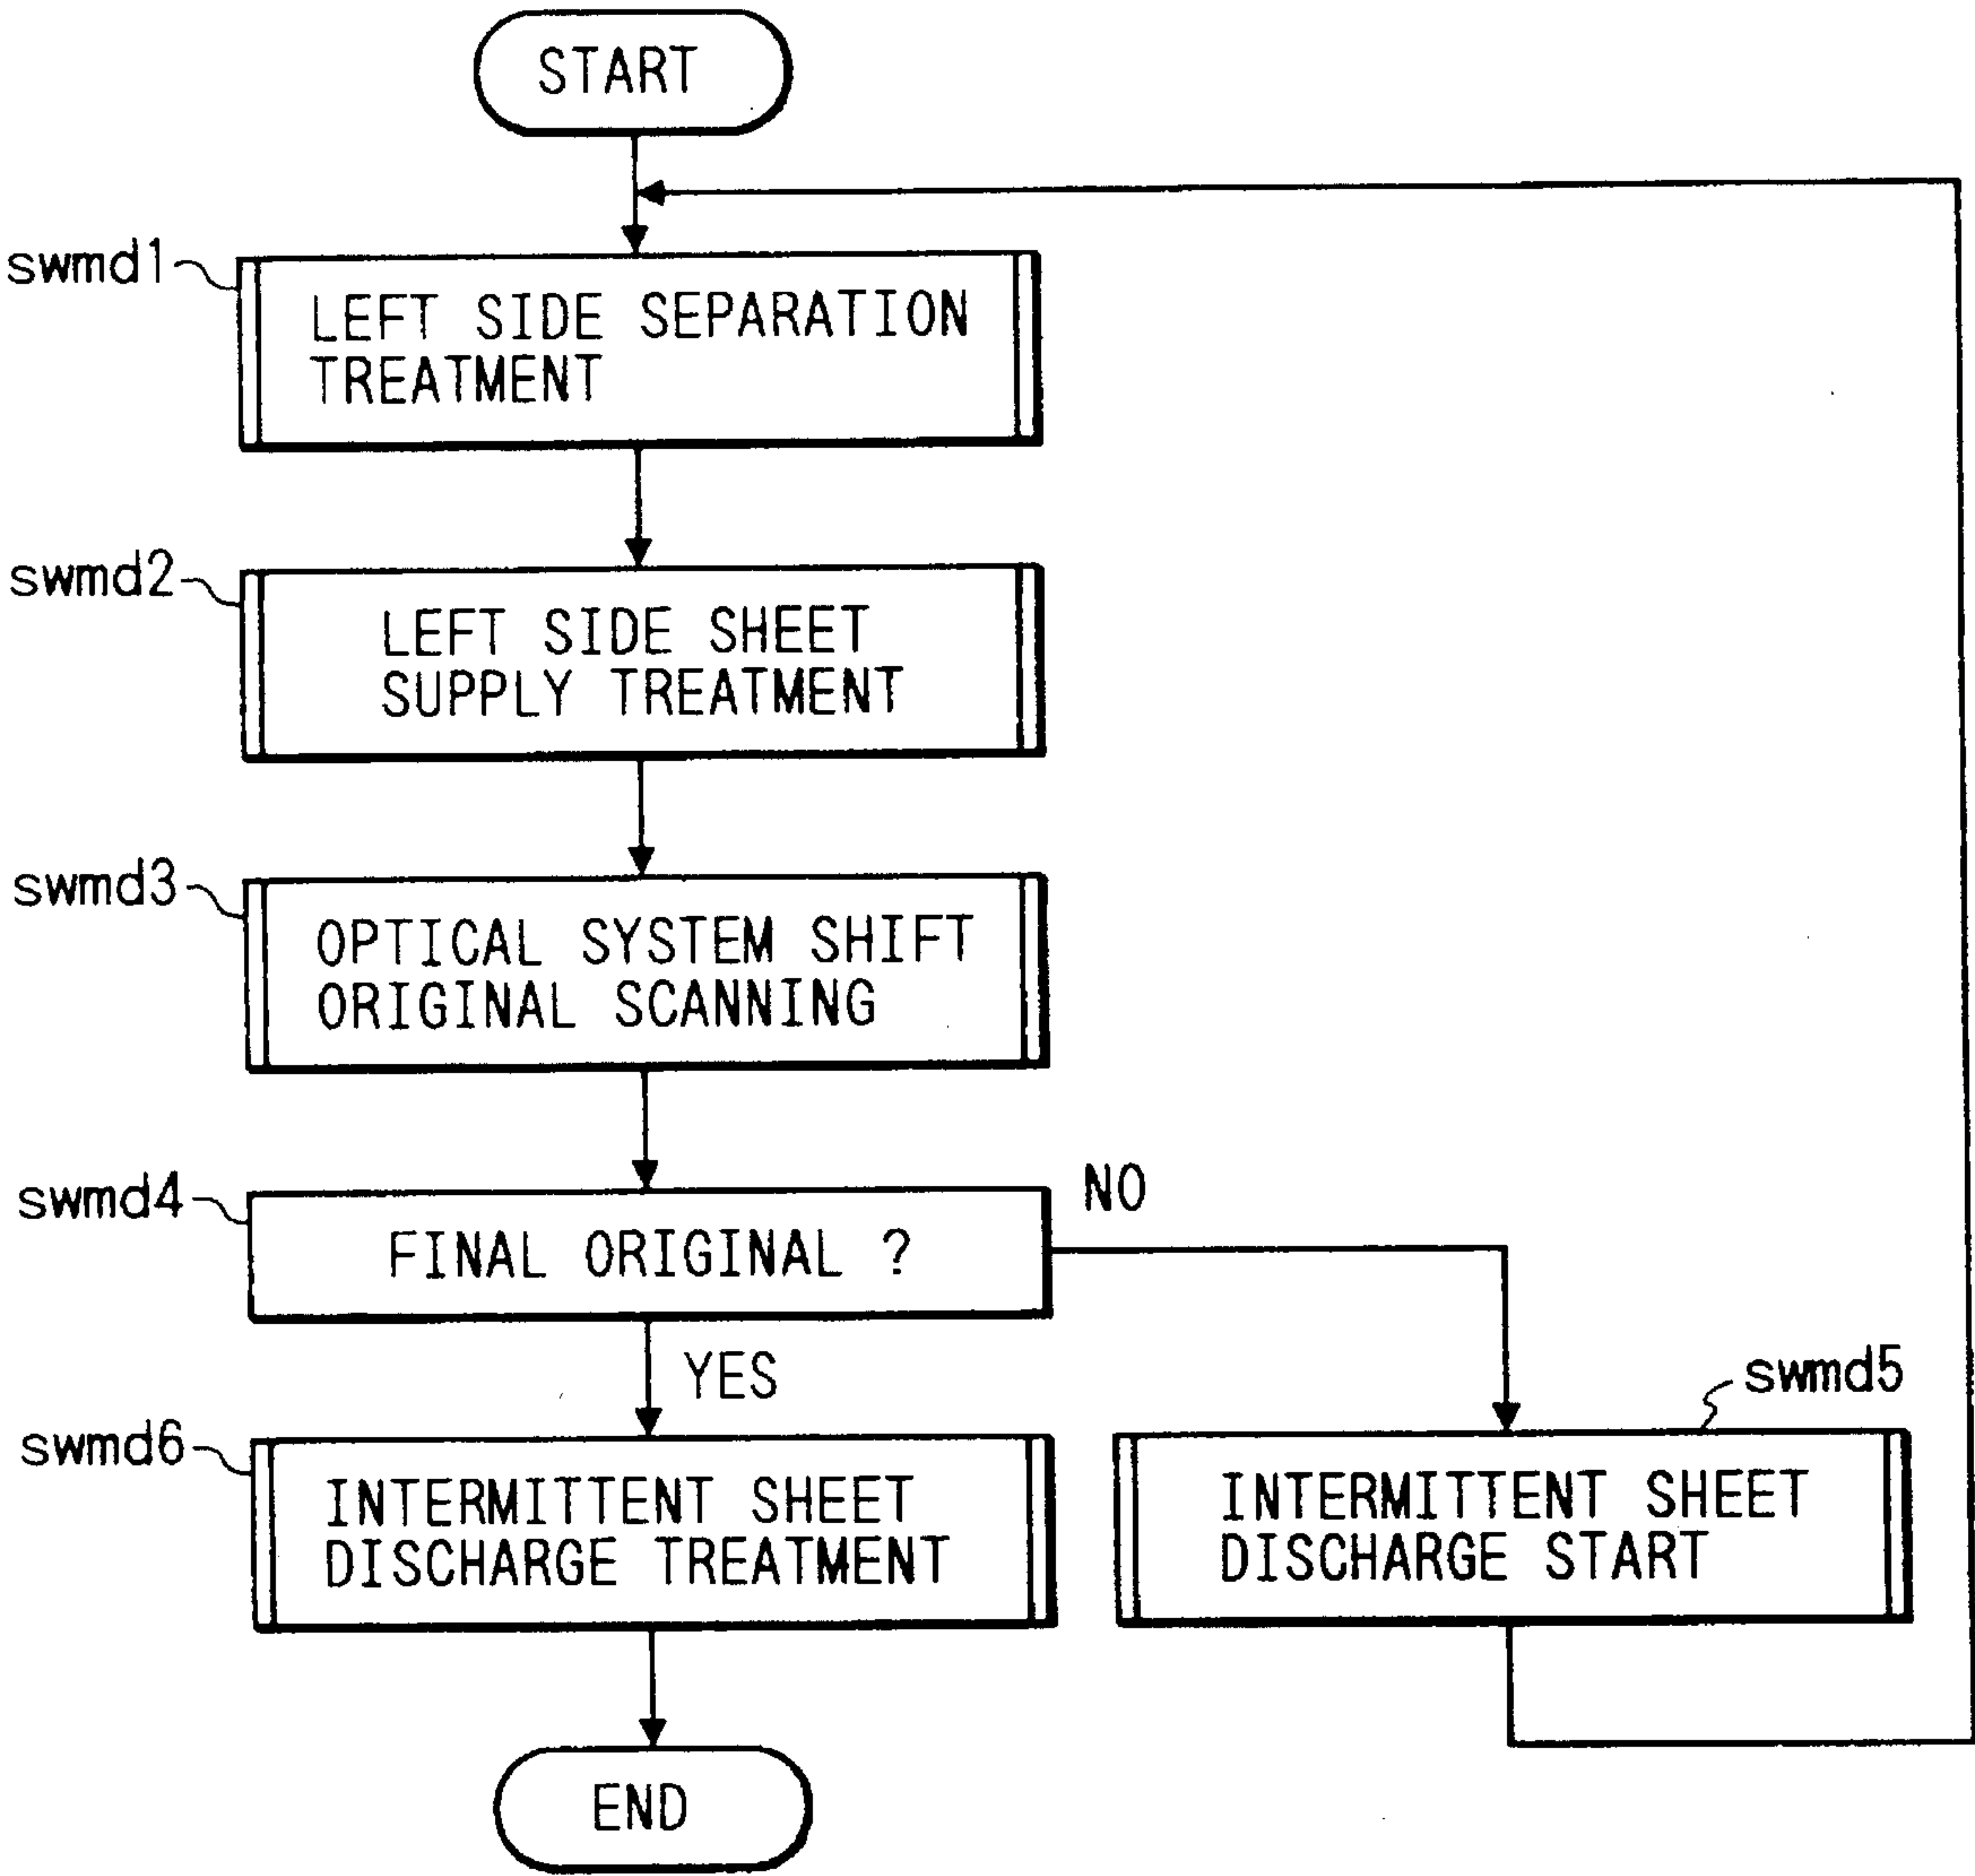 START
swmd1
LEFT SIDE SEPARATION
TREATMENT
swmd2
LEFT SIDE SHEET
SUPPLY TREATMENT
swmd3
OPTICAL SYSTEM SHIFT
ORIGINAL SCANNING
swmd4
FINAL ORIGINAL ?
NO
YES
swmd5
INTERMITTENT SHEET
DISCHARGE START
swmd6
INTERMITTENT SHEET
DISCHARGE TREATMENT
END